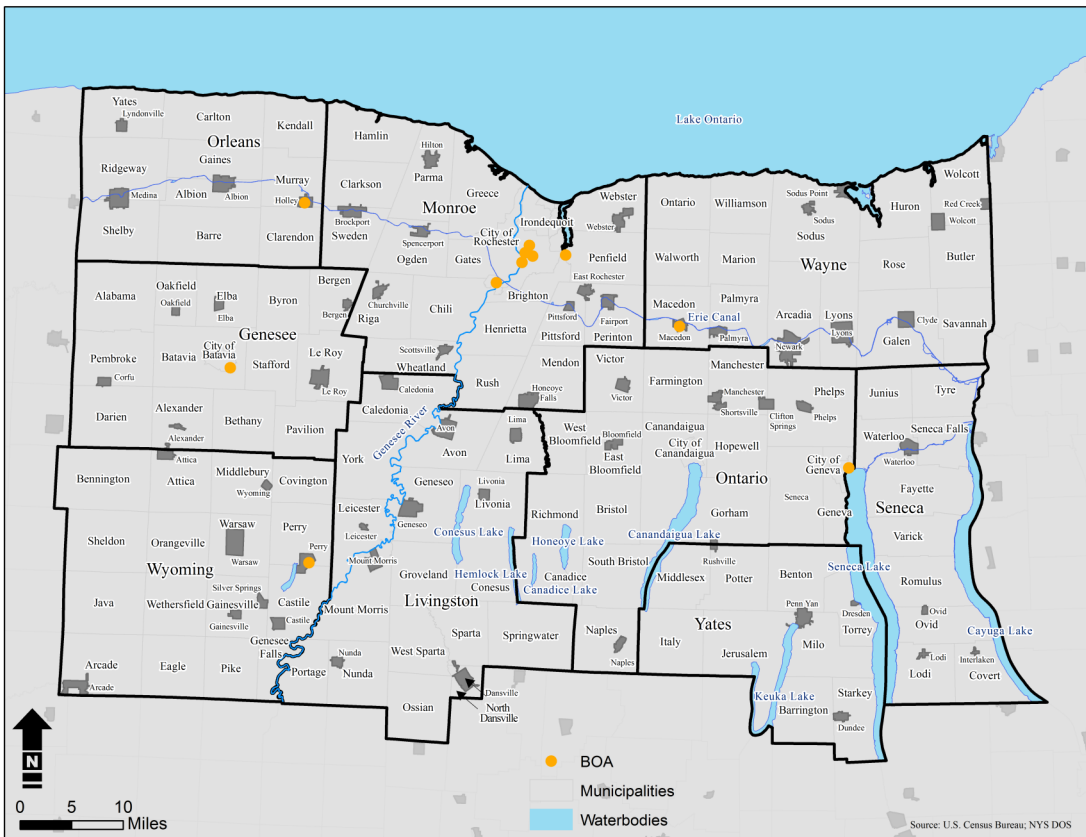 Lake Ontario
Yates
Lyndonville
Carlton
Kendall
Orleans
Gaines
Ridgeway
Medina
Albion
Albion
Murray
Holley
Shelby
Barre
Clarendon
Hamlin
Hilton
Parma
Clarkson
Greece
Monroe
Brockport
Sweden
Spencerport
Ogden
Gates
Irondequoit
City of
Rochester
Webster
Webster
Penfield
East Rochester
Brighton
Pittsford
Fairport
Pittsford
Perinton
Churchville
Riga
Chili
Henrietta
Scottsville
Wheatland
Rush
Mendon
Honeoye
Falls
Ontario
Williamson
Sodus Point
Sodus
Sodus
Huron
Wolcott
Red Creek
Wolcott
Walworth
Marion
Wayne
Rose
Butler
Macedon
Macedon
Palmyra
Erie Canal
Palmyra
Arcadia
Newark
Lyons
Lyons
Clyde
Galen
Savannah
Alabama
Oakfield
Oakfield
Elba
Elba
Byron
Bergen
Bergen
Genesee
Pembroke
Corfu
Batavia
City of
Batavia
Stafford
Le Roy
Le Roy
Darien
Alexander
Alexander
Bethany
Pavilion
Attica
Bennington
Attica
Middlebury
Wyoming
Covington
Warsaw
Warsaw
Perry
Perry
Sheldon
Orangeville
Wyoming
Silver Springs
Java
Wethersfield
Gainesville
Gainesville
Castile
Castile
Genesee
Falls
Arcade
Arcade
Eagle
Pike
Caledonia
Caledonia
Genesee River
Avon
Avon
Lima
Lima
York
Geneseo
Geneseo
Livonia
Livonia
Leicester
Leicester
Conesus Lake
Mount Morris
Groveland
Hemlock Lake
Conesus
Mount Morris
Livingston
Portage
Nunda
Nunda
West Sparta
Sparta
Springwater
Dansville
North
Dansville
Ossian
Victor
Victor
Farmington
Manchester
Manchester
Shortsville
Clifton
Springs
Phelps
Phelps
West
Bloomfield
Bloomfield
East
Bloomfield
Canandaigua
City of
Canandaigua
Hopewell
Ontario
Seneca
City of
Geneva
Geneva
Richmond
Bristol
Gorham
Honeoye Lake
Canandaigua Lake
Canadice
Canadice Lake
South Bristol
Rushville
Naples
Naples
Junius
Tyre
Seneca Falls
Waterloo
Waterloo
Fayette
Seneca
Varick
Seneca Lake
Romulus
Ovid
Ovid
Cayuga Lake
Lodi
Lodi
Interlaken
Covert
Middlesex
Potter
Benton
Penn Yan
Dresden
Torrey
Yates
Italy
Jerusalem
Milo
Keuka Lake
Barrington
Starkey
Dundee
N
0 5 10
Miles
BOA
Municipalities
Waterbodies
Source: U.S. Census Bureau; NYS DOS